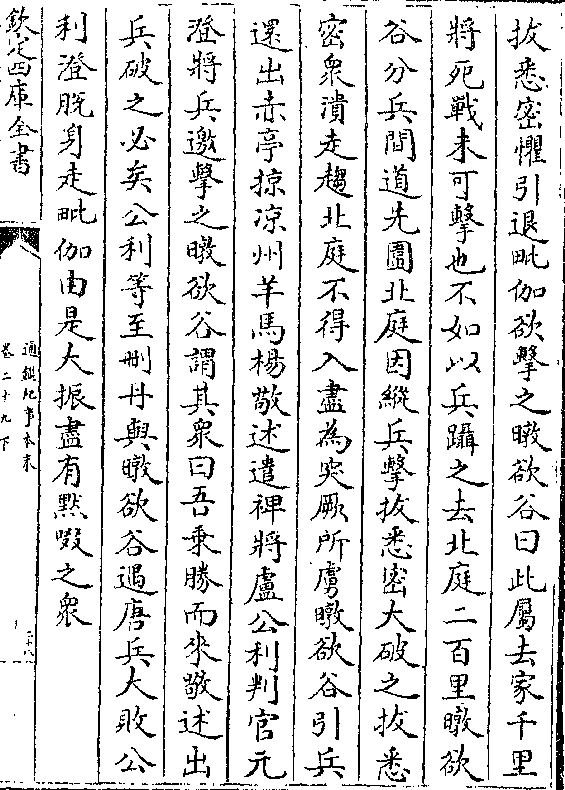 拔悉密懼引退毗伽欲擊之暾欲谷曰此屬去家千里
將死戰未可擊也不如以兵躡之去北庭二百里暾欲
谷分兵間道先圍北庭因縱兵擊拔悉密大破之拔悉
密衆潰走趨北庭不得入盡為突厥所虜暾欲谷引兵
還出赤亭掠涼州羊馬楊敬述遣裨將盧公利判官元
澄將兵邀擊之暾欲谷謂其衆曰吾乗勝而來敬述出
兵破之必矣公利等至刪丹與暾欲谷遇唐兵大敗公
利澄脱身走毗伽由是大振盡有黙啜之衆
欽定四庫全書
通鑑紀事本末
卷二十九下